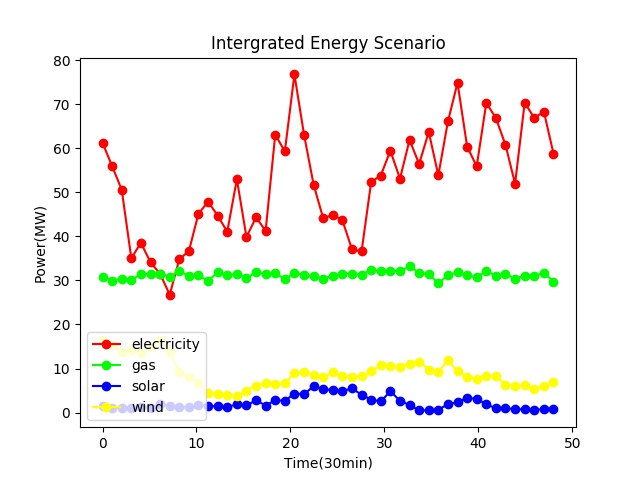 Intergrated Energy Scenario
80
70
60
50
40
30
20
10
0
Power(MW)
electricity
gas
solar
wind
0 10 20 30 40 50
Time(30min)